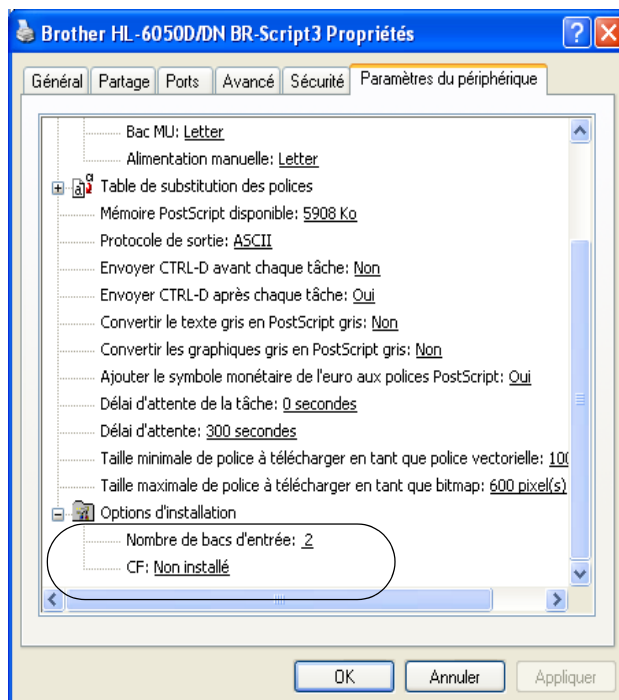 Brother HL-6050D/DN BR-Script3 Propriétés
Général Partage Ports Avancé Sécurité Paramètres du périphérique
Bac MU: Letter
Alimentation manuelle: Letter
Table de substitution des polices
Mémoire PostScript disponible: 5908 Ko
Protocole de sortie: ASCII
Envoyer CTRL-D avant chaque tâche: Non
Envoyer CTRL-D après chaque tâche: Oui
Convertir le texte gris en PostScript gris: Non
Convertir les graphiques gris en PostScript gris: Non
Ajouter le symbole monétaire de l'euro aux polices PostScript: Oui
Délai d'attente de la tâche: 0 secondes
Délai d'attente: 300 secondes
Taille minimale de police à télécharger en tant que police vectorielle: 100
Taille maximale de police à télécharger en tant que bitmap: 600 pixel(s)
Options d'installation
Nombre de bacs d'entrée: 2
CF: Non installé
OK Annuler Appliquer